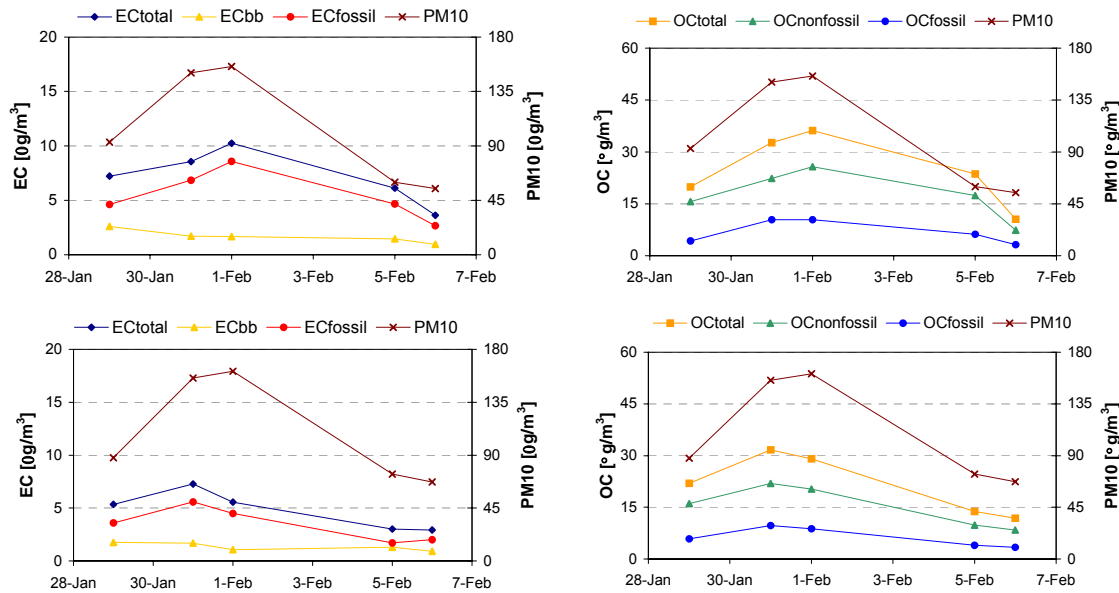 ECtotal ECbb ECfossil PM10
20
15
10
5
0
EC [0g/m³]
180
135
90
45
0
PM10 [0g/m³]
28-Jan 30-Jan 1-Feb 3-Feb 5-Feb 7-Feb
OCtotal OCnonfossil OCfossil PM10
60
45
30
15
0
OC [° g/m³]
180
135
90
45
0
PM10 [° g/m³]
28-Jan 30-Jan 1-Feb 3-Feb 5-Feb 7-Feb
ECtotal ECbb ECfossil PM10
20
15
10
5
0
EC [0g/m³]
180
135
90
45
0
PM10 [0g/m³]
28-Jan 30-Jan 1-Feb 3-Feb 5-Feb 7-Feb
OCtotal OCnonfossil OCfossil PM10
60
45
30
15
0
OC [° g/m³]
180
135
90
45
0
PM10 [° g/m³]
28-Jan 30-Jan 1-Feb 3-Feb 5-Feb 7-Feb